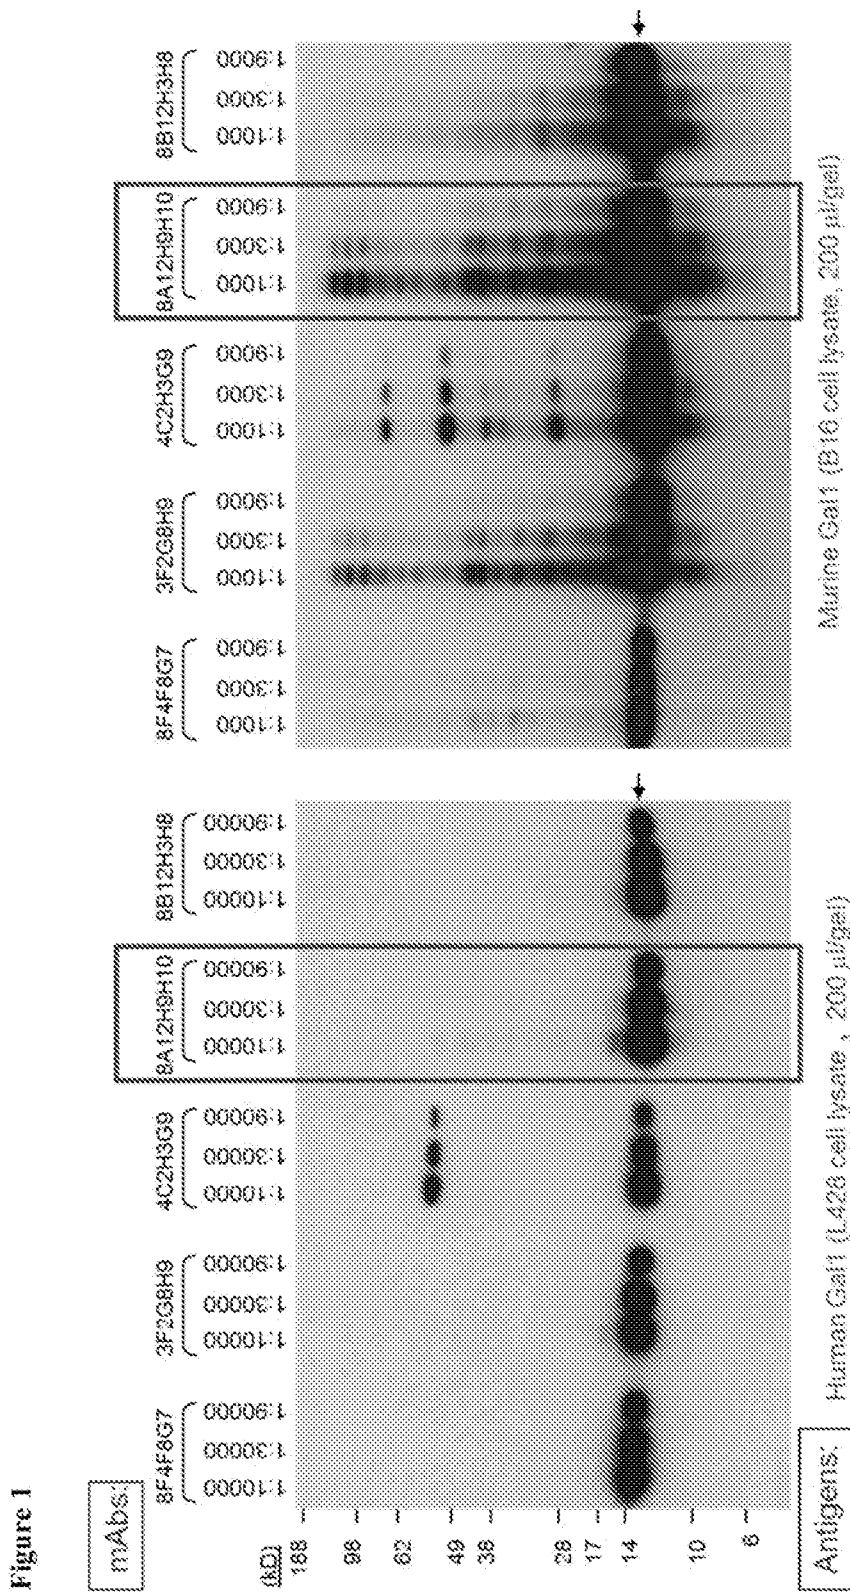 Figure 1
mAbs:
8F4F8G7
3F2G8H9
4C2H3G9
8A12H9H10
8B12H3H8
8F4F8G7
3F2G8H9
4C2H3G9
8A12H9H10
8B12H3H8
1:10000 1:30000 1:90000
1:10000 1:30000 1:90000
1:10000 1:30000 1:90000
1:10000 1:30000 1:90000
1:10000 1:30000 1:90000
1:1000 1:3000 1:9000
1:1000 1:3000 1:9000
1:1000 1:3000 1:9000
1:1000 1:3000 1:9000
1:1000 1:3000 1:9000
(kD)
188
98
62
49
38
28
17
14
10
6
Antigens:
Human Gal1 (L428 cell lysate , 200 µl/gel)
Murine Gal1 (B16 cell lysate, 200 µl/gel)